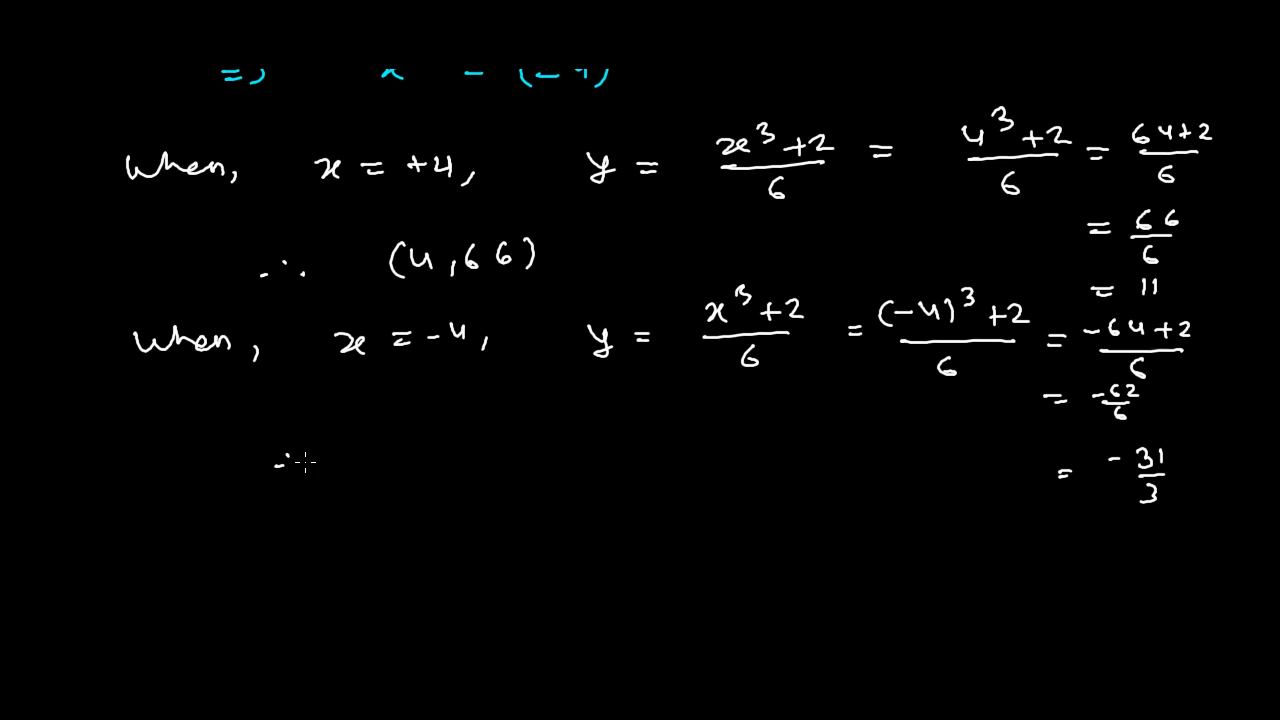 => x = (-4)
When, x = +4, y = x³+2/6 = 4³+2/6 = 64+2/6
= 66/6
∴ (4,66)
= 11
When, x = -4, y = x³+2/6 = (-4)³+2/6 = -64+2/6
= -62/6
∴
= -31/3